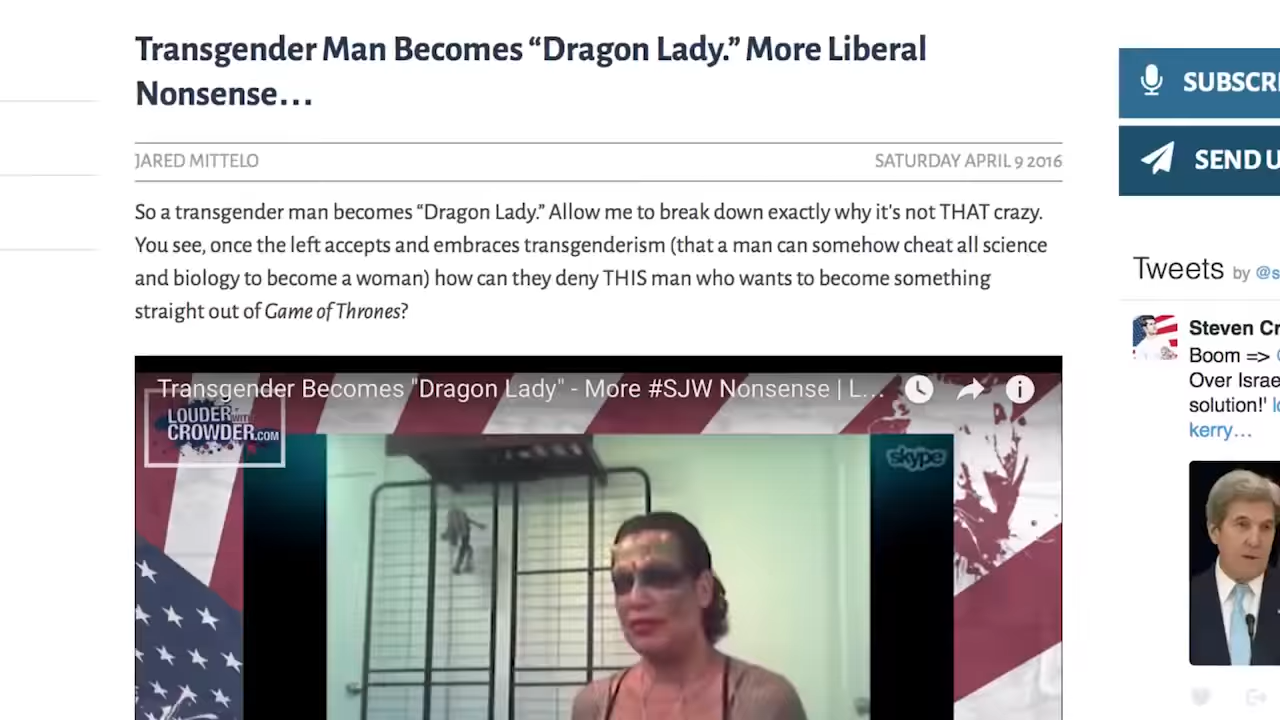 Transgender Man Becomes “Dragon Lady.” More Liberal
Nonsense…
JARED MITTELO
SATURDAY APRIL 9 2016
So a transgender man becomes “Dragon Lady.” Allow me to break down exactly why it's not THAT crazy.
You see, once the left accepts and embraces transgenderism (that a man can somehow cheat all science
and biology to become a woman) how can they deny THIS man who wants to become something
straight out of Game of Thrones?
Transgender Becomes "Dragon Lady" - More #SJW Nonsense | L...
LOUDER WITH
CROWDER.COM
skype
SUBSCRI
SEND U
Tweets by @s
Steven Cr
Boom =>
Over Israe
solution!' l
kerry…